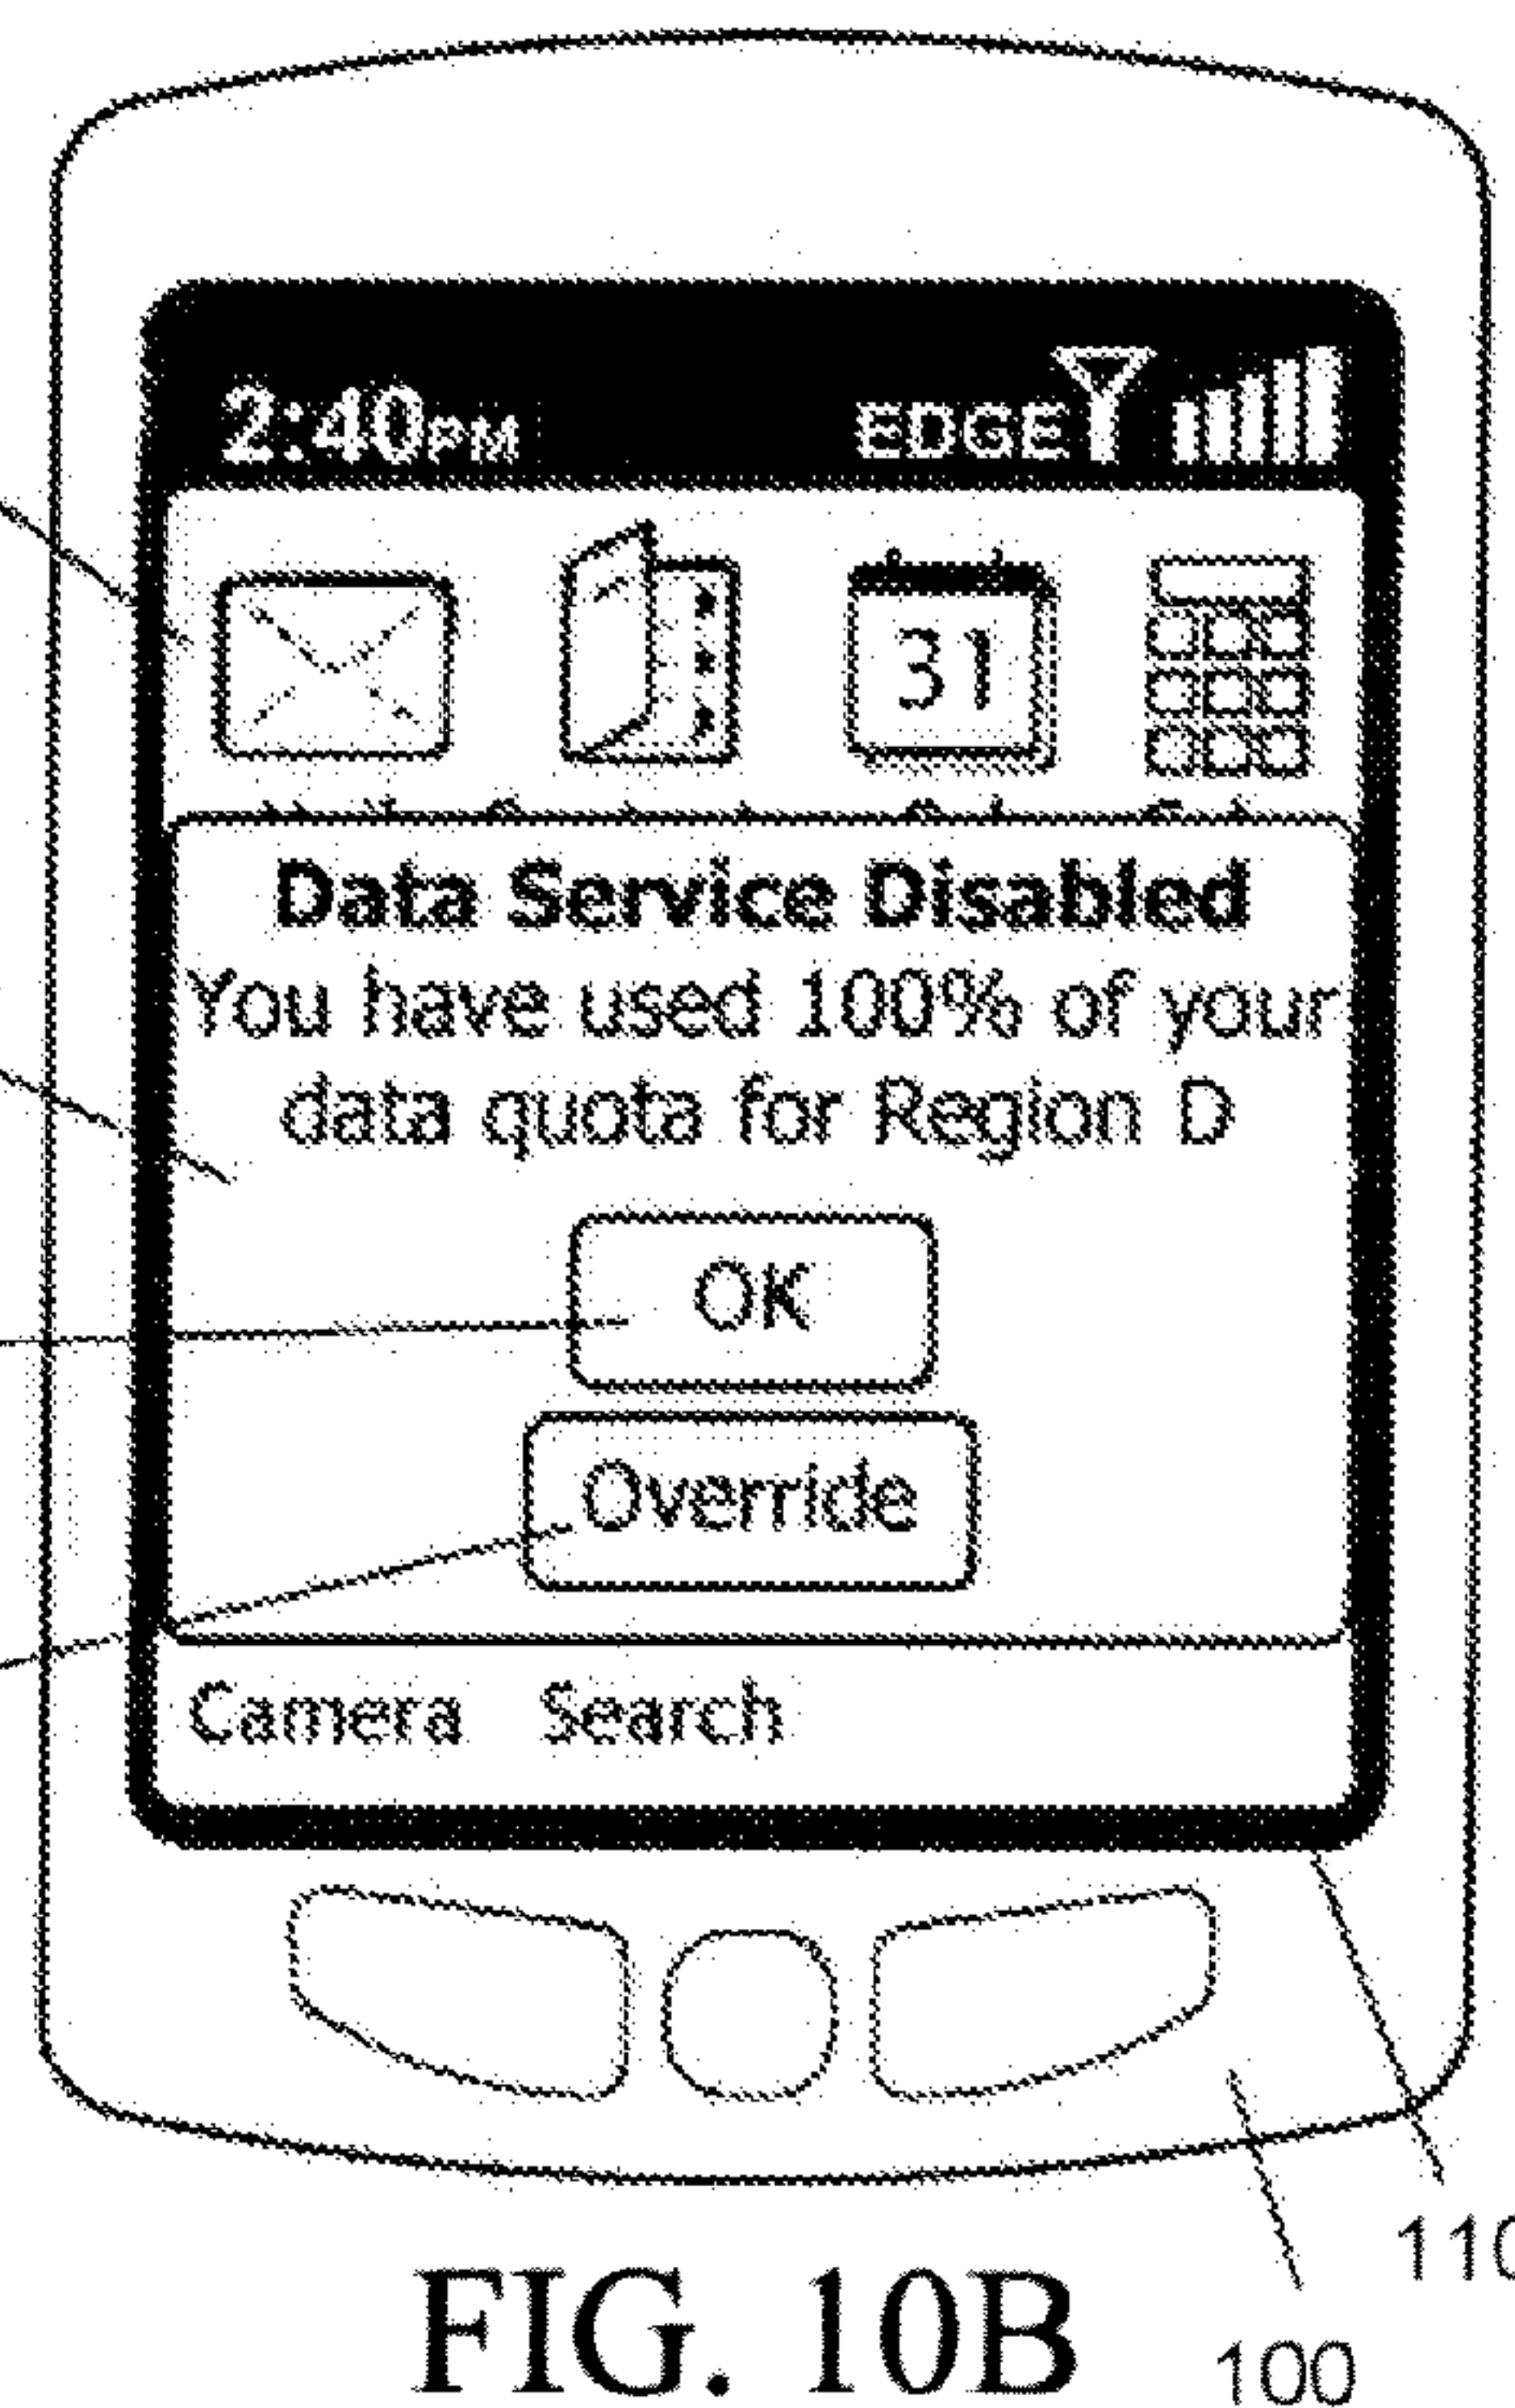 2:40PM EDGE
31
Data Service Disabled
You have used 100% of your
data quota for Region D
OK
Override
Camera Search
110
FIG. 10B 100